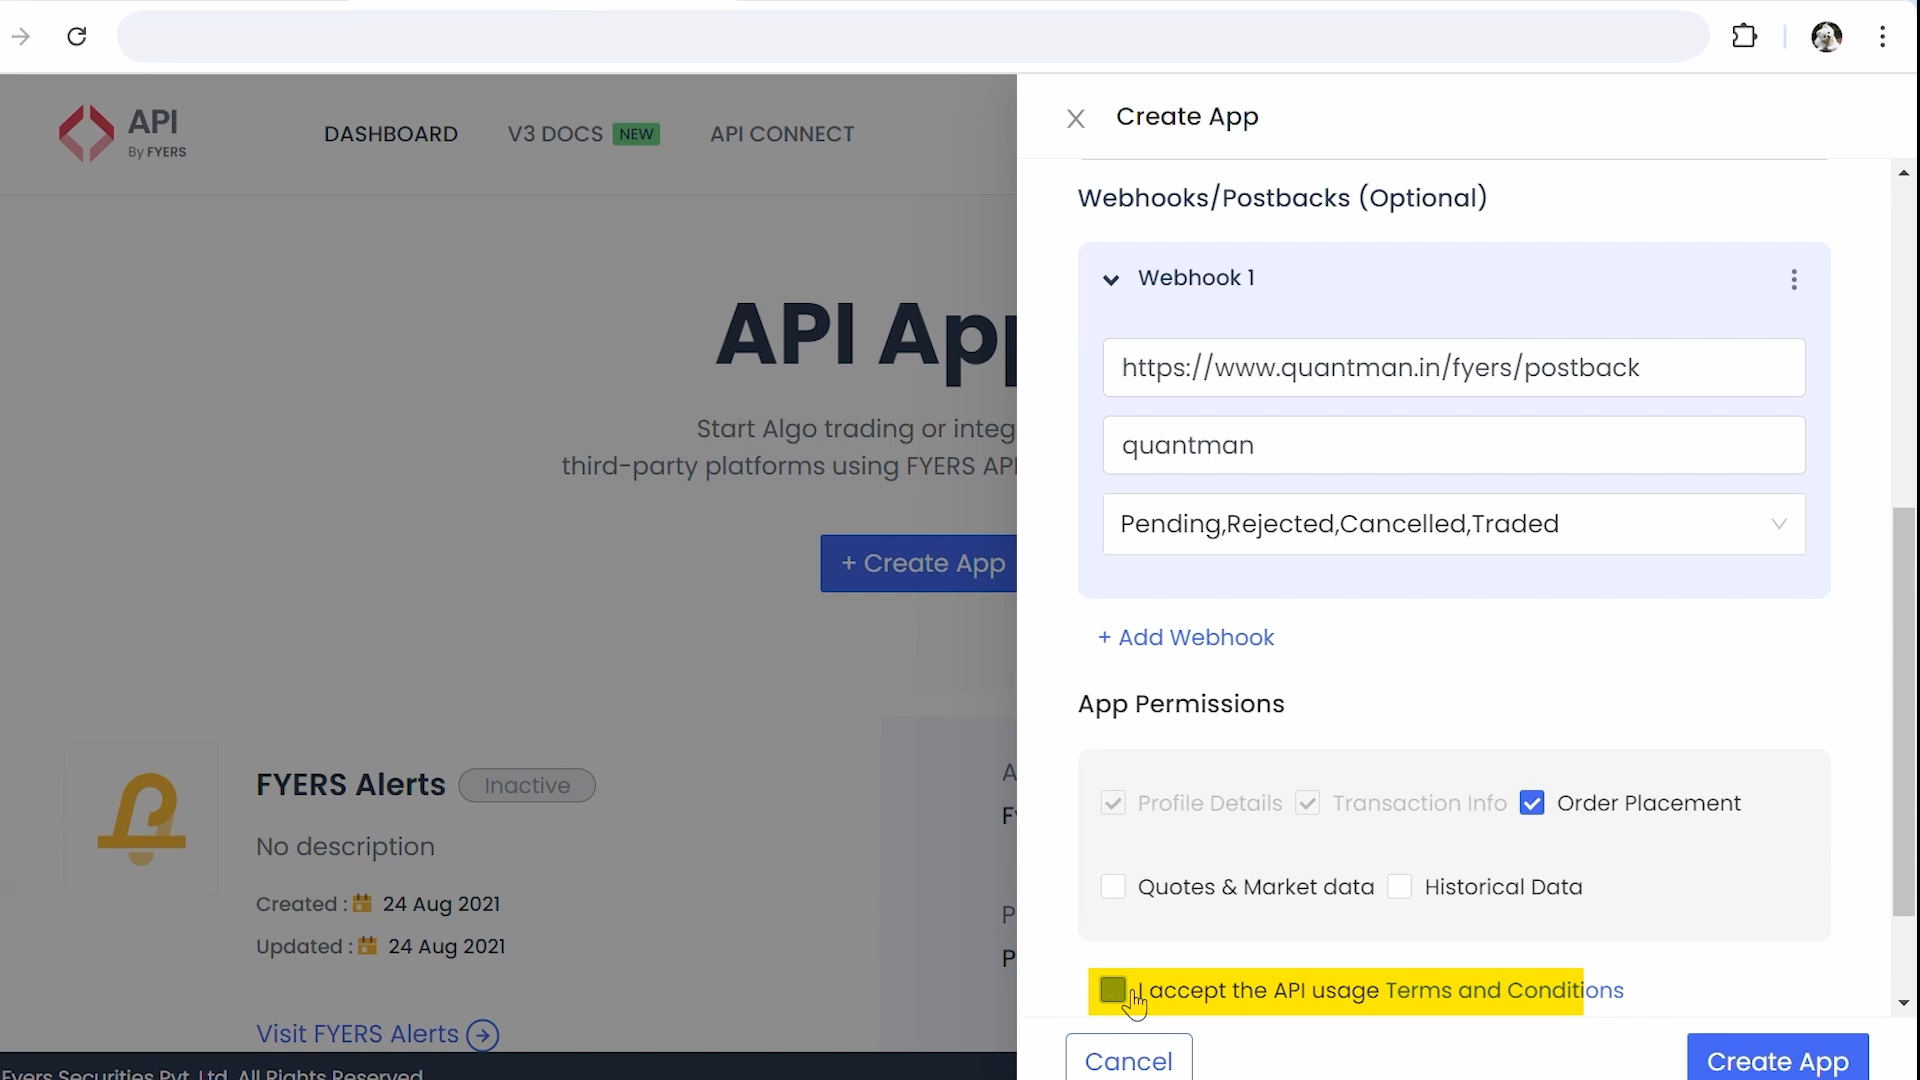 API
By FYERS
DASHBOARD
V3 DOCS NEW
API CONNECT
API App
Start Algo trading or integ
third-party platforms using FYERS API
+ Create App
FYERS Alerts Inactive
No description
Created : 24 Aug 2021
Updated : 24 Aug 2021
Visit FYERS Alerts
A
Fy
P
P
Fyers Securities Pvt. Ltd. All Rights Reserved
Create App
Webhooks/Postbacks (Optional)
Webhook 1
https://www.quantman.in/fyers/postback
quantman
Pending,Rejected,Cancelled,Traded
+ Add Webhook
App Permissions
Profile Details Transaction Info Order Placement
Quotes & Market data Historical Data
I accept the API usage Terms and Conditions
Cancel
Create App